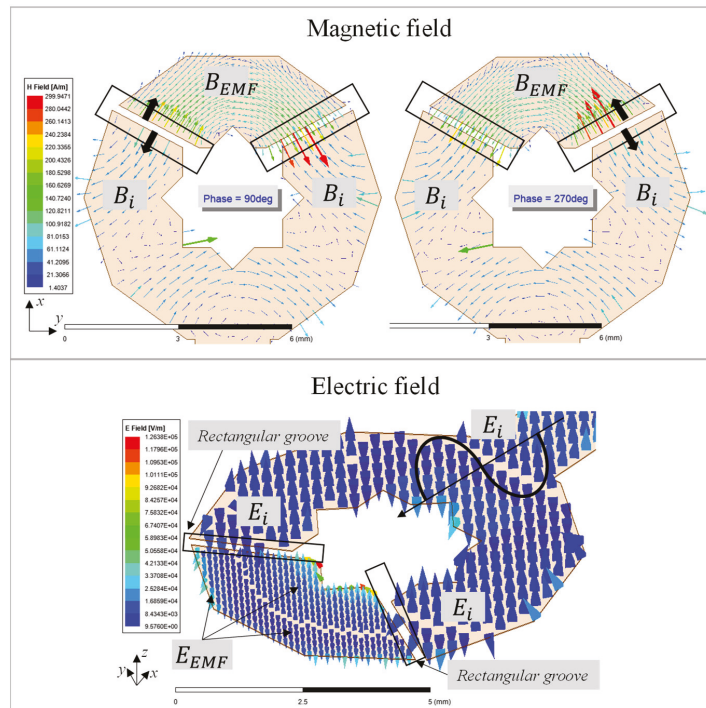 Magnetic field
H Field [A/m]
299.9471
280.0442
260.1413
240.2384
220.3355
200.4326
180.5298
160.6269
140.7240
120.8211
100.9182
81.0153
61.1124
41.2095
21.3066
1.4037
B_EMF
B_i
B_i
Phase = 90deg
x
y
0
3
6 (mm)
B_EMF
B_i
B_i
Phase = 270deg
3
6 (mm)
Electric field
E Field [V/m]
1.2638E+05
1.1796E+05
1.0953E+05
1.0111E+05
9.2682E+04
8.4257E+04
7.5832E+04
6.7407E+04
5.8983E+04
5.0558E+04
4.2133E+04
3.3708E+04
2.5284E+04
1.6859E+04
8.4343E+03
9.5760E+00
Rectangular groove
E_i
E_i
E_i
E_EMF
Rectangular groove
z
y
x
0
2.5
5 (mm)